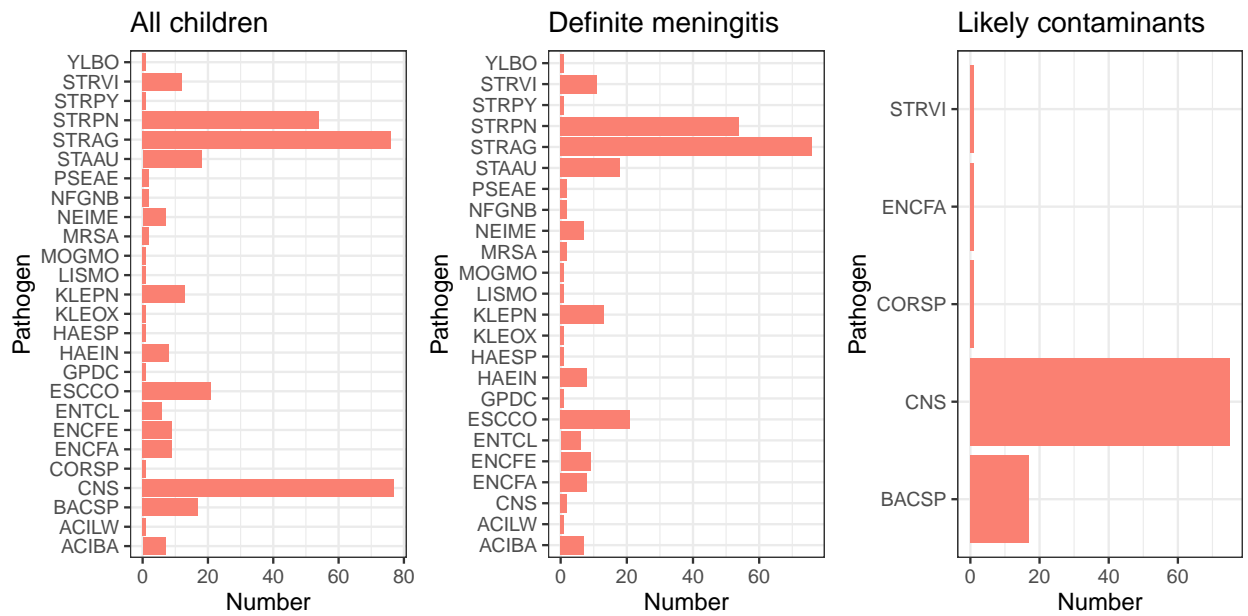 All children
Pathogen
YLBO
STRVI
STRPY
STRPN
STRAG
STAAU
PSEAE
NFGNB
NEIME
MRSA
MOGMO
LISMO
KLEPN
KLEOX
HAESP
HAEIN
GPDC
ESCCO
ENTCL
ENCFE
ENCFA
CORSP
CNS
BACSP
ACILW
ACIBA
0 20 40 60 80
Number
Definite meningitis
Pathogen
YLBO
STRVI
STRPY
STRPN
STRAG
STAAU
PSEAE
NFGNB
NEIME
MRSA
MOGMO
LISMO
KLEPN
KLEOX
HAESP
HAEIN
GPDC
ESCCO
ENTCL
ENCFE
ENCFA
CNS
ACILW
ACIBA
0 20 40 60
Number
Likely contaminants
Pathogen
STRVI
ENCFA
CORSP
CNS
BACSP
0 20 40 60
Number